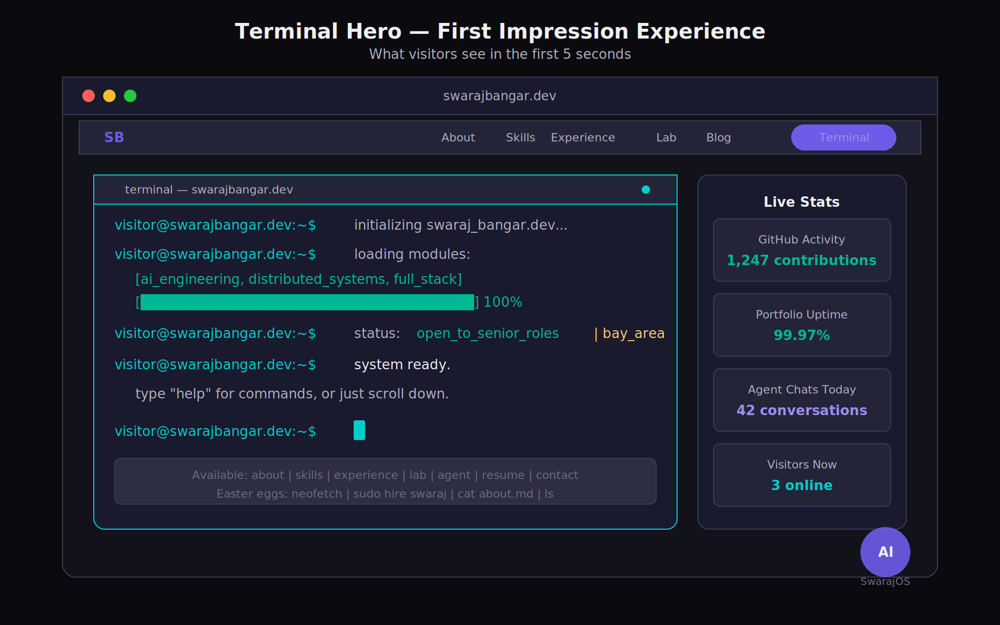 Terminal Hero — First Impression Experience
What visitors see in the first 5 seconds
swarajbangar.dev
SB About Skills Experience Lab Blog Terminal
terminal — swarajbangar.dev
visitor@swarajbangar.dev:~$ initializing swaraj_bangar.dev...
visitor@swarajbangar.dev:~$ loading modules:
[ai_engineering, distributed_systems, full_stack]
[████████████████████████████████████████] 100%
visitor@swarajbangar.dev:~$ status: open_to_senior_roles | bay_area
visitor@swarajbangar.dev:~$ system ready.
type "help" for commands, or just scroll down.
visitor@swarajbangar.dev:~$
Available: about | skills | experience | lab | agent | resume | contact
Easter eggs: neofetch | sudo hire swaraj | cat about.md | ls
Live Stats
GitHub Activity
1,247 contributions
Portfolio Uptime
99.97%
Agent Chats Today
42 conversations
Visitors Now
3 online
AI
SwarajOS